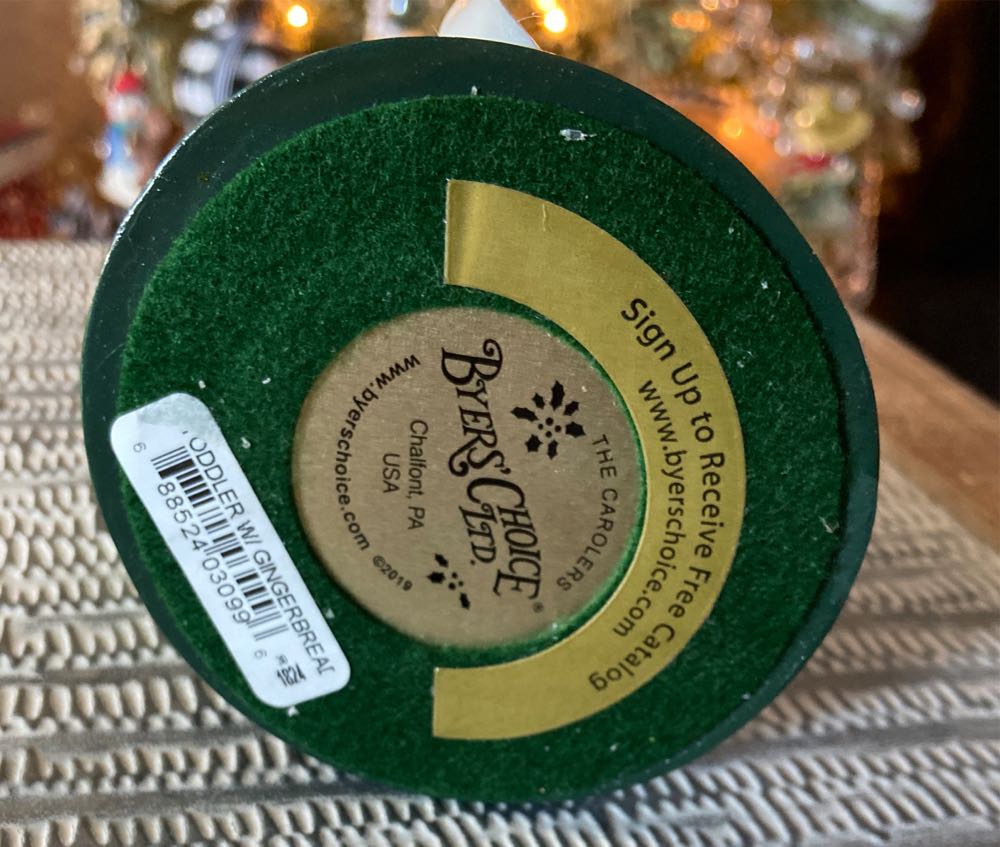 THE CAROLERS
BYERS' CHOICE
LTD.®
Chalfont, PA
USA
www.byerschoice.com ©2019
Sign Up to Receive Free Catalog
www.byerschoice.com
ODDLER W/ GINGERBREAD
6 88524 03099 6
1824